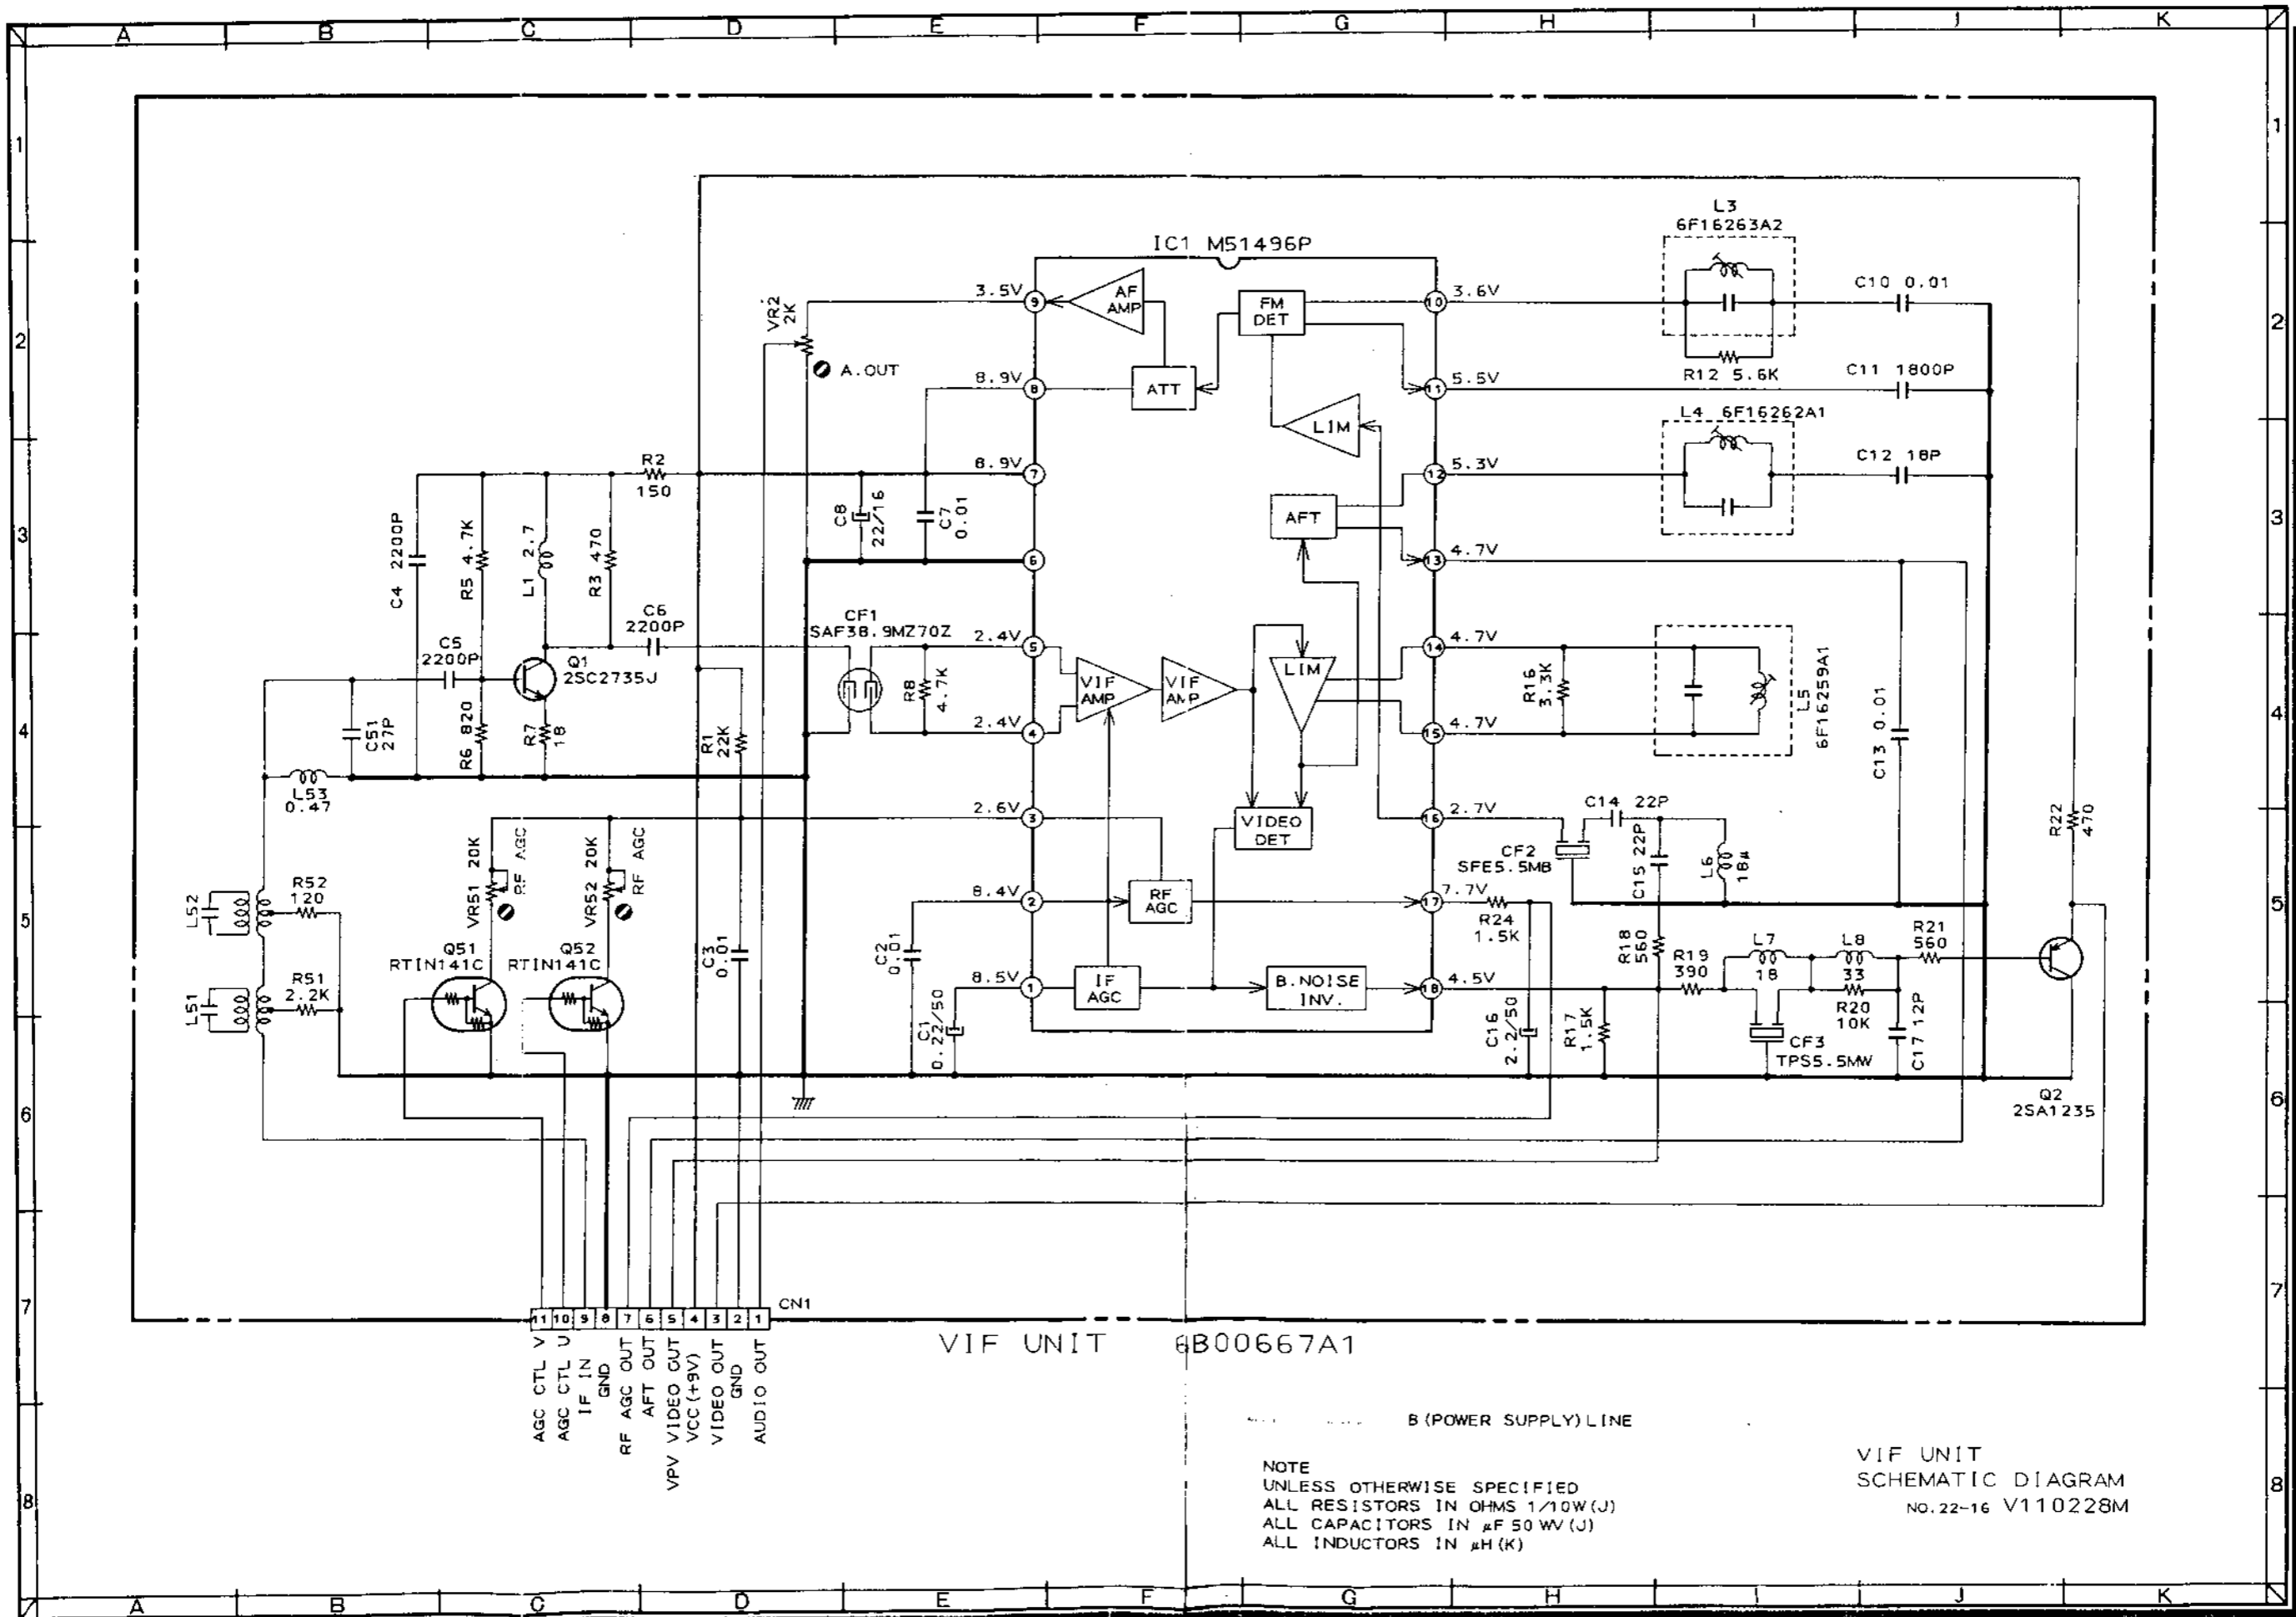 A B C D E F G H I J K
1 1
L3
6F16263A2
IC1 M51496P
3.5V 9 AF AMP FM DET 10 3.6V
C10 0.01
VR2 2K
2 2
A.OUT
8.9V 8 ATT 11 5.5V
R12 5.6K
C11 1800P
LIM
L4 6F16262A1
R2
150
8.9V 7 12 5.3V
C12 18P
C4 2200P
R5 4.7K
L1 2.7
R3 470
C8 22/16
C7 0.01
AFT
3 3
6 13 4.7V
C6
2200P
CF1
SAF38.9MZ70Z
C5
2200P
Q1
2SC2735J
2.4V 5 14 4.7V
R8 4.7K
VIF AMP
VIF AMP
LIM
R16 3.3K
L5 6F16259A1
4 4
C51 27P
R6 820
R7 18
R1 22K
2.4V 4 15 4.7V
C13 0.01
L53
0.47
2.6V 3 VIDEO DET 16 2.7V
C14 22P
R22 470
VR51 20K
RF AGC
VR52 20K
RF AGC
CF2
SFE5.5MB
C15 22P
L6 18μ
L52
R52
120
8.4V 2 RF AGC 17 7.7V
5 5
R24
1.5K
Q51
RTIN141C
Q52
RTIN141C
C3 0.01
C2 0.01
R18 560
R19
390
L7
18
L8
33
R21
560
L51
R51
2.2K
8.5V 1 IF AGC B.NOISE INV. 18 4.5V
C1 0.22/50
C16 2.2/50
R17 1.5K
R20
10K
C17 12P
CF3
TPS5.5MW
Q2
2SA1235
6 6
7 7
CN1
11 10 9 8 7 6 5 4 3 2 1
AGC CTL V
AGC CTL U
IF IN
GND
RF AGC OUT
AFT OUT
VPV VIDEO OUT
VCC (+9V)
VIDEO OUT
GND
AUDIO OUT
VIF UNIT 6B00667A1
B (POWER SUPPLY) LINE
NOTE
UNLESS OTHERWISE SPECIFIED
ALL RESISTORS IN OHMS 1/10W (J)
ALL CAPACITORS IN μF 50 WV (J)
ALL INDUCTORS IN μH (K)
VIF UNIT
SCHEMATIC DIAGRAM
NO.22-16 V110228M
8 8
A B C D E F G H I J K